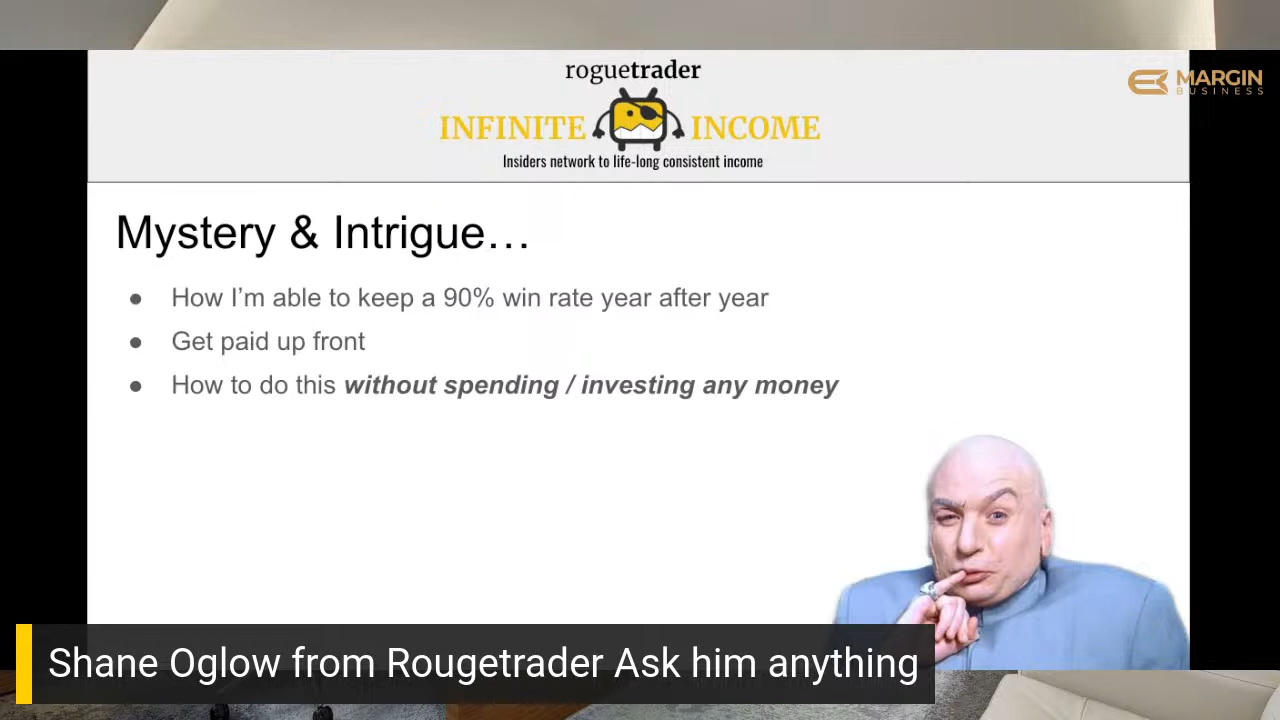 roguetrader
INFINITE INCOME
Insiders network to life-long consistent income
MARGIN
BUSINESS
Mystery & Intrigue…
● How I’m able to keep a 90% win rate year after year
● Get paid up front
● How to do this without spending / investing any money
Shane Oglow from Rougetrader Ask him anything